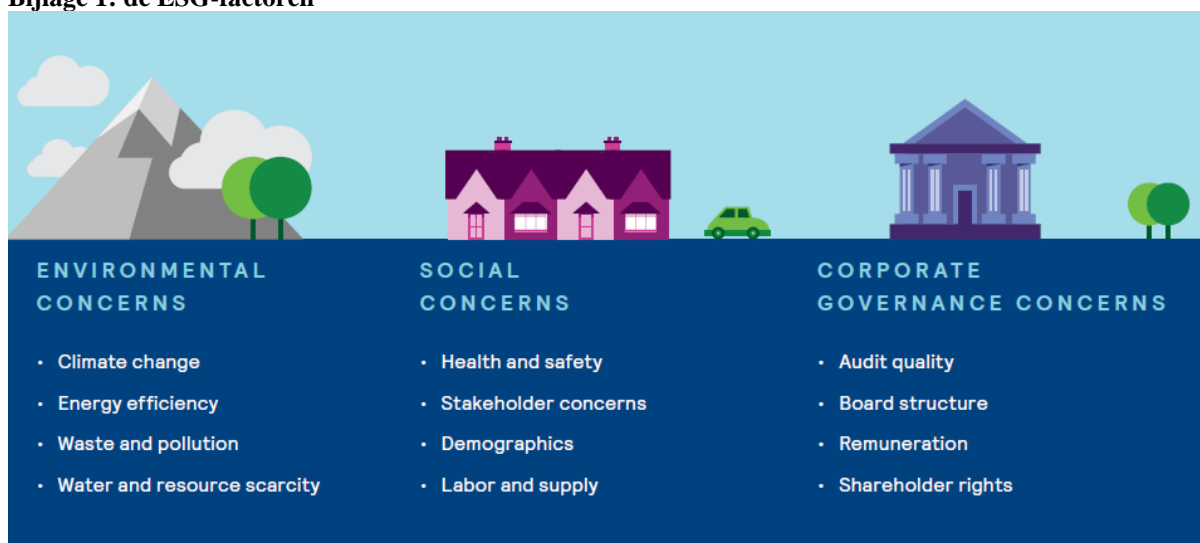 Bijlage 1: de ESG-factoren
ENVIRONMENTAL
CONCERNS
• Climate change
• Energy efficiency
• Waste and pollution
• Water and resource scarcity
SOCIAL
CONCERNS
• Health and safety
• Stakeholder concerns
• Demographics
• Labor and supply
CORPORATE
GOVERNANCE CONCERNS
• Audit quality
• Board structure
• Remuneration
• Shareholder rights